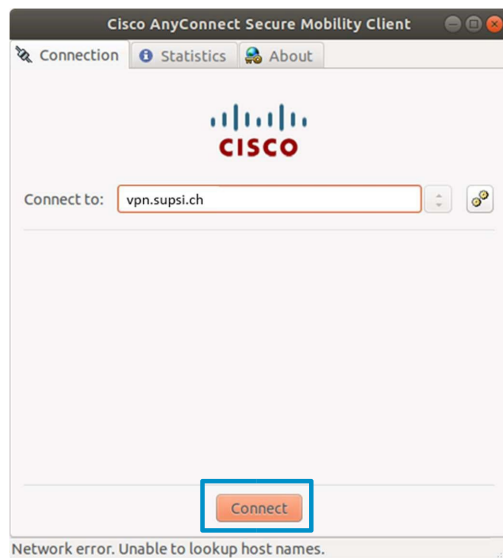 Cisco AnyConnect Secure Mobility Client
Connection Statistics About
CISCO
Connect to: vpn.supsi.ch
Connect
Network error. Unable to lookup host names.